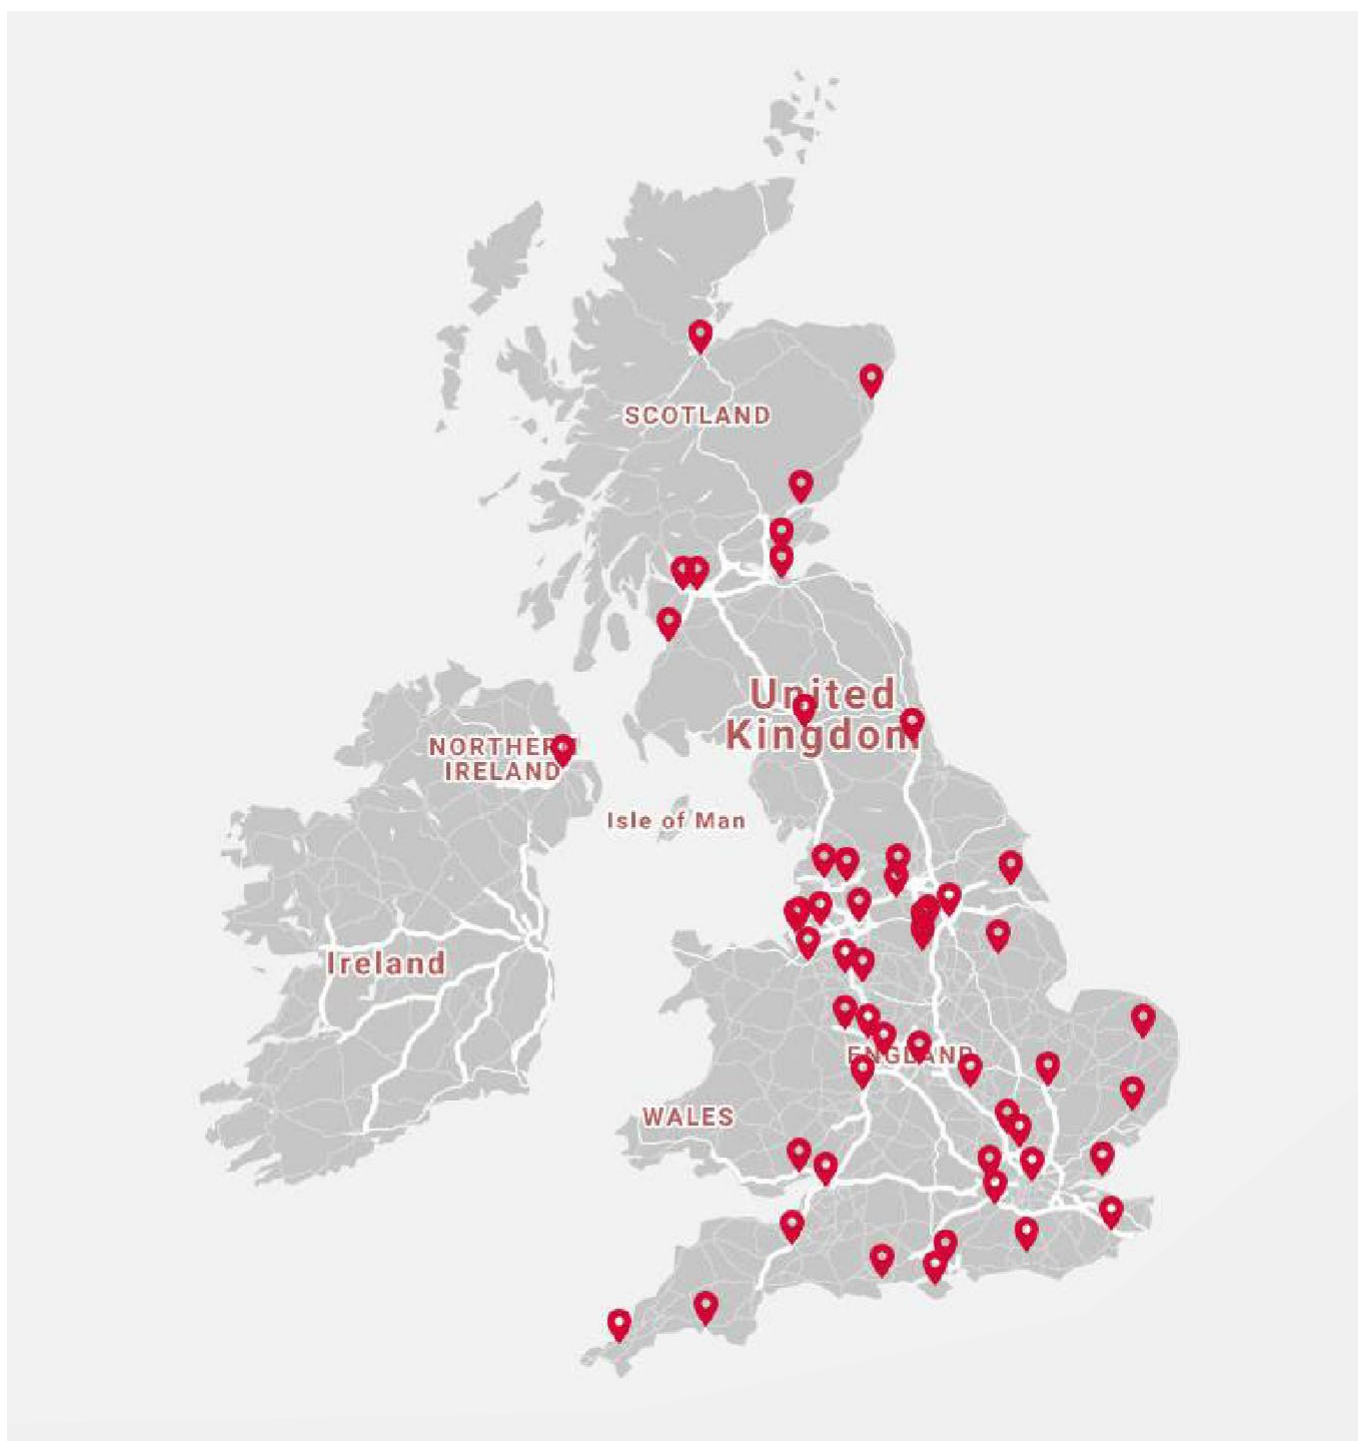 SCOTLAND
United
Kingdom
NORTHERN
IRELAND
Isle of Man
Ireland
ENGLAND
WALES